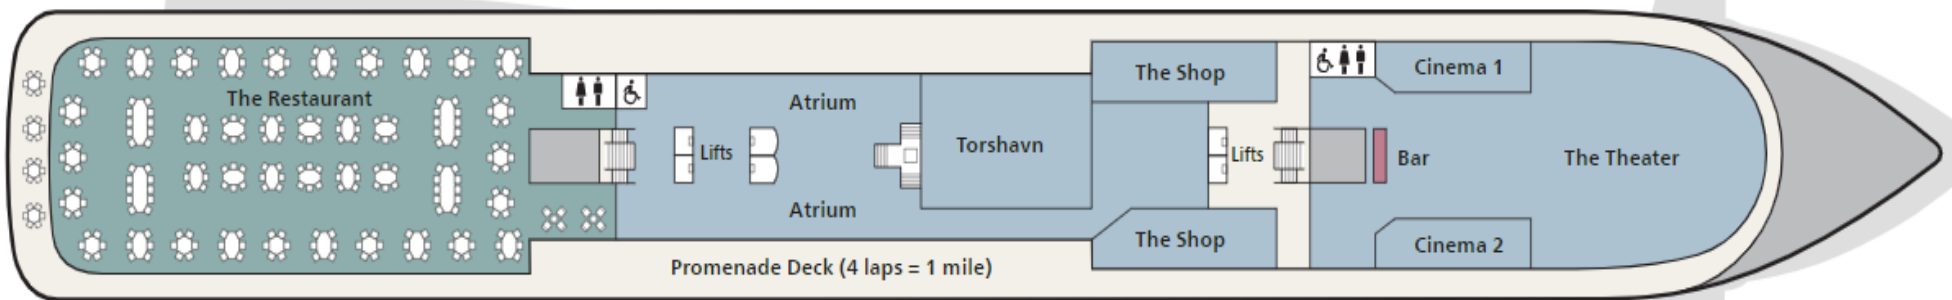 The Restaurant
Atrium
Lifts
Atrium
Torshavn
The Shop
The Shop
Lifts
Cinema 1
Bar
The Theater
Cinema 2
Promenade Deck (4 laps = 1 mile)